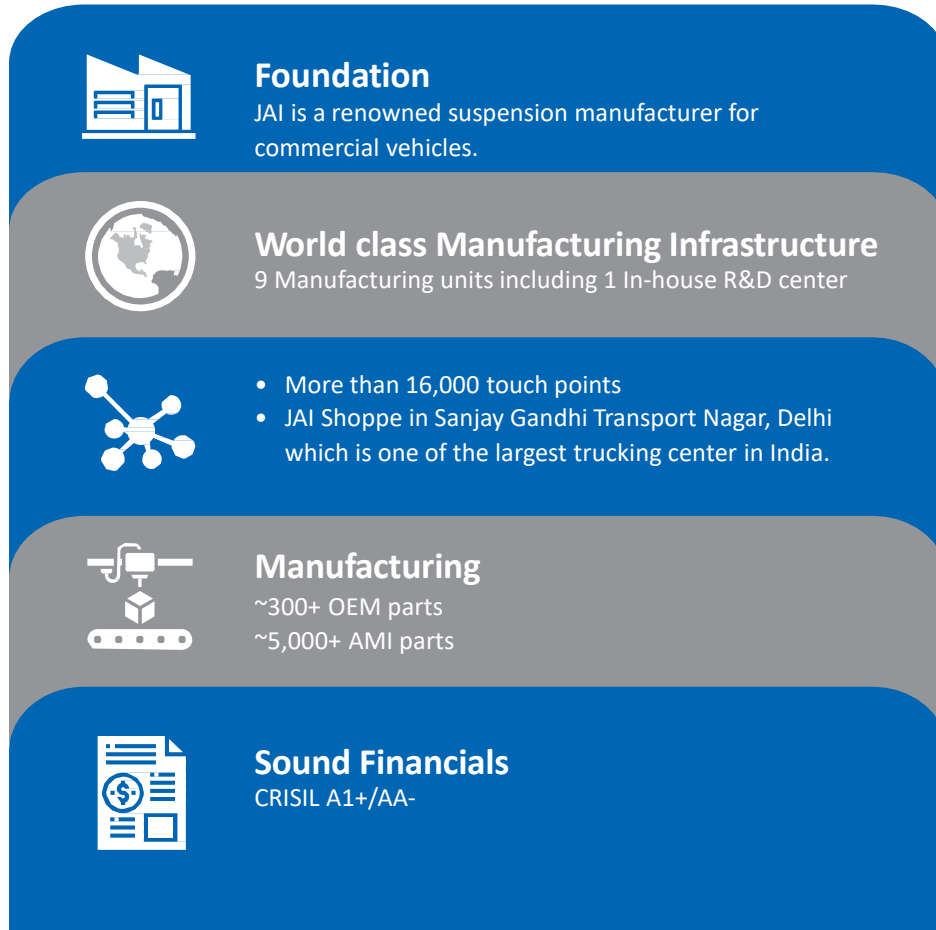 Foundation
JAI is a renowned suspension manufacturer for
commercial vehicles.
World class Manufacturing Infrastructure
9 Manufacturing units including 1 In-house R&D center
• More than 16,000 touch points
• JAI Shoppe in Sanjay Gandhi Transport Nagar, Delhi
which is one of the largest trucking center in India.
Manufacturing
~300+ OEM parts
~5,000+ AMI parts
Sound Financials
CRISIL A1+/AA-